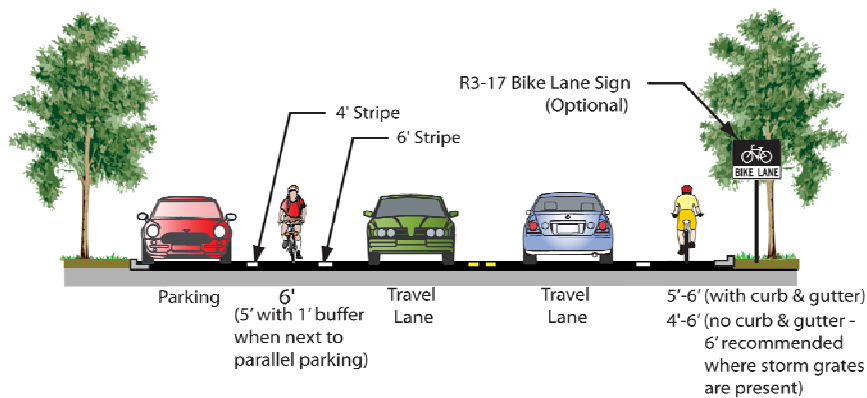 R3-17 Bike Lane Sign
(Optional)
4' Stripe
6' Stripe
BIKE LANE
Parking
6'
(5' with 1' buffer
when next to
parallel parking)
Travel
Lane
Travel
Lane
5'-6' (with curb & gutter)
4'-6' (no curb & gutter -
6' recommended
where storm grates
are present)